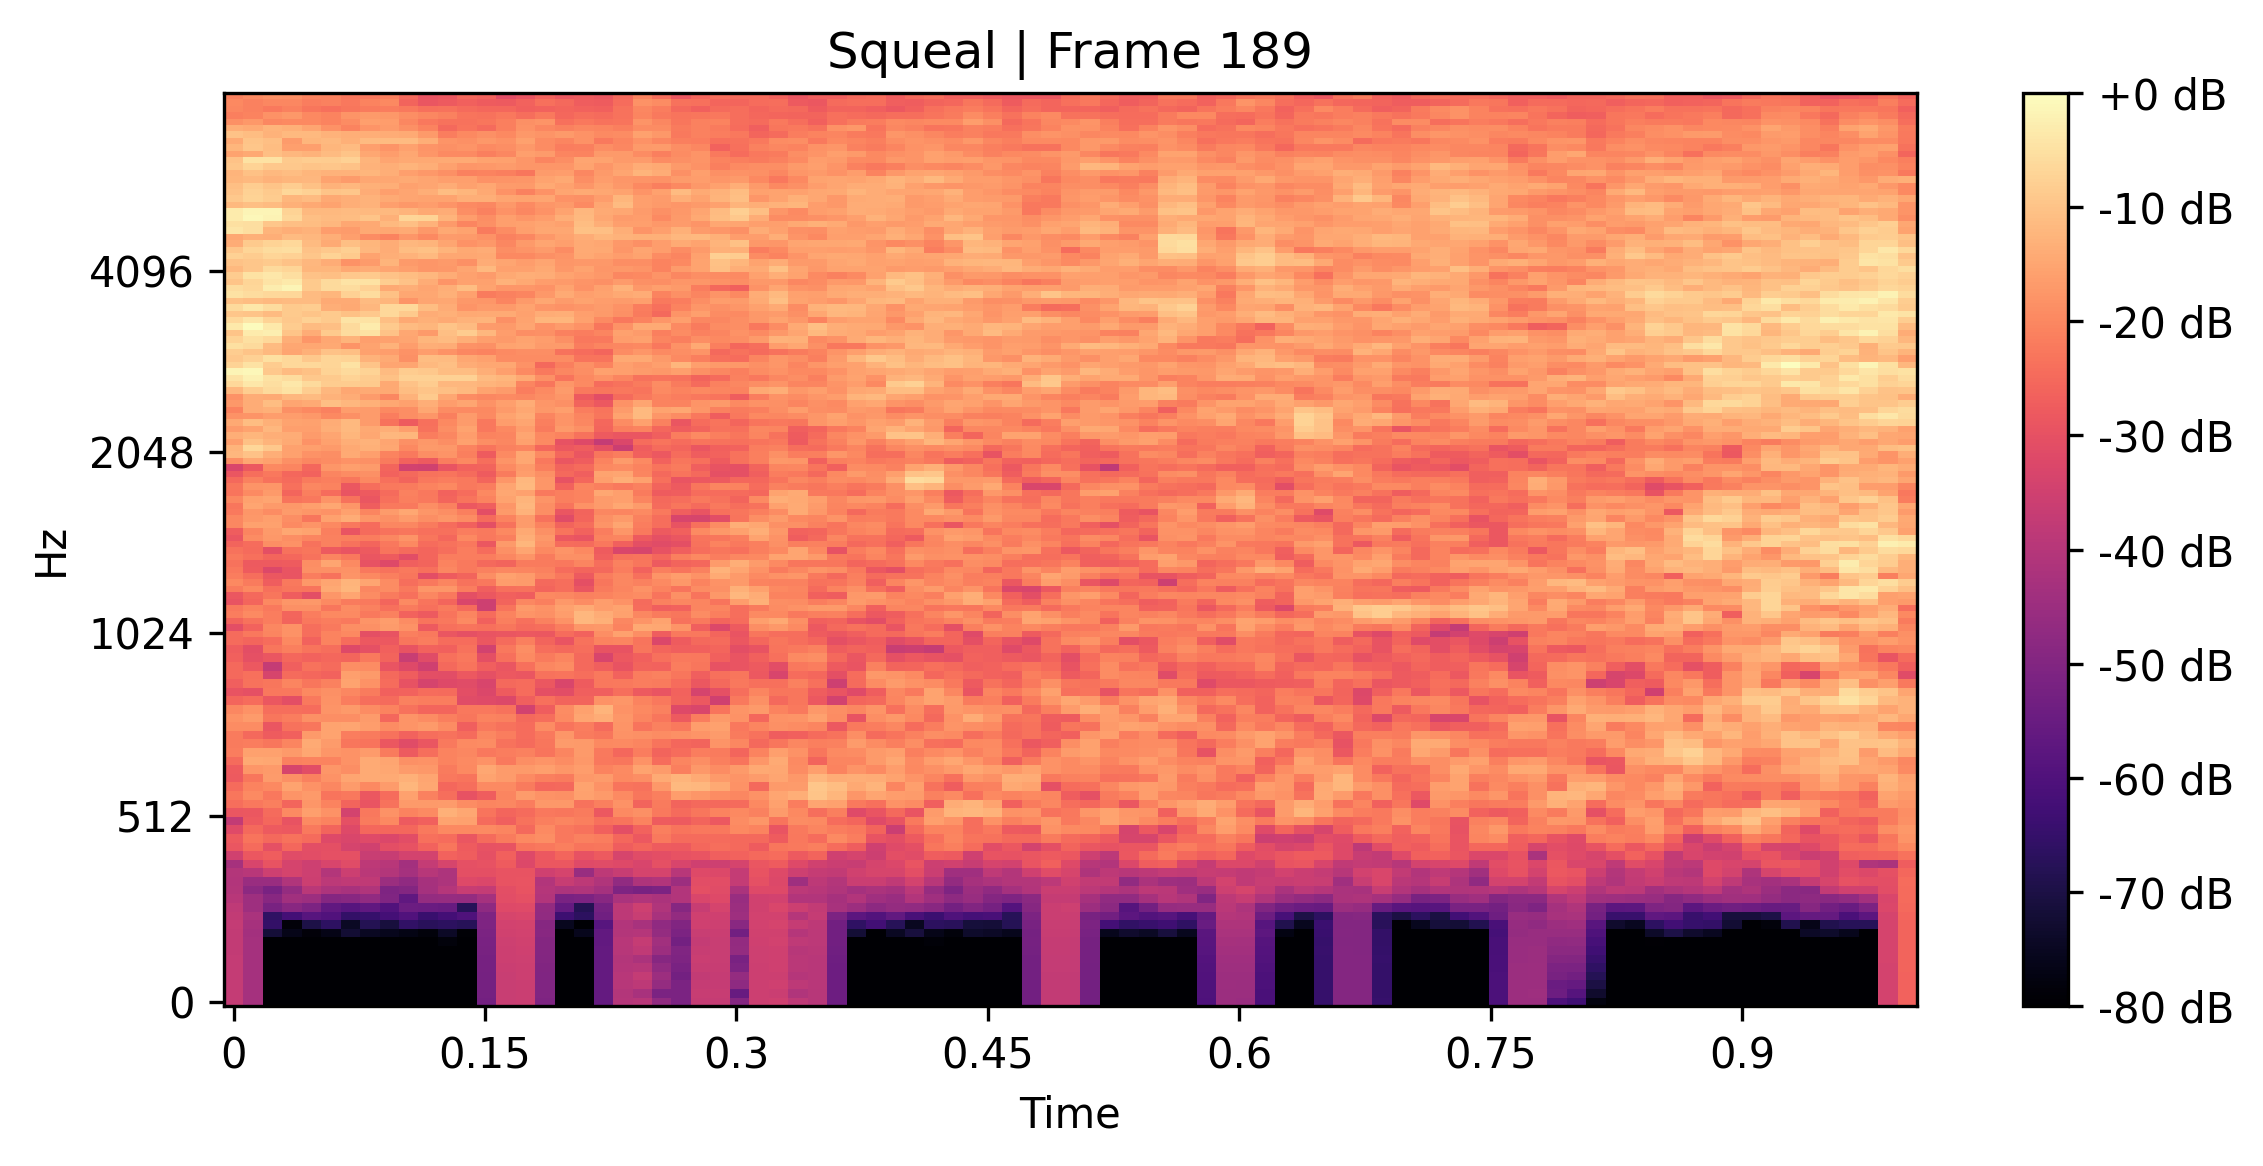 Squeal | Frame 189
Hz
4096
2048
1024
512
0
0 0.15 0.3 0.45 0.6 0.75 0.9
Time
+0 dB
-10 dB
-20 dB
-30 dB
-40 dB
-50 dB
-60 dB
-70 dB
-80 dB